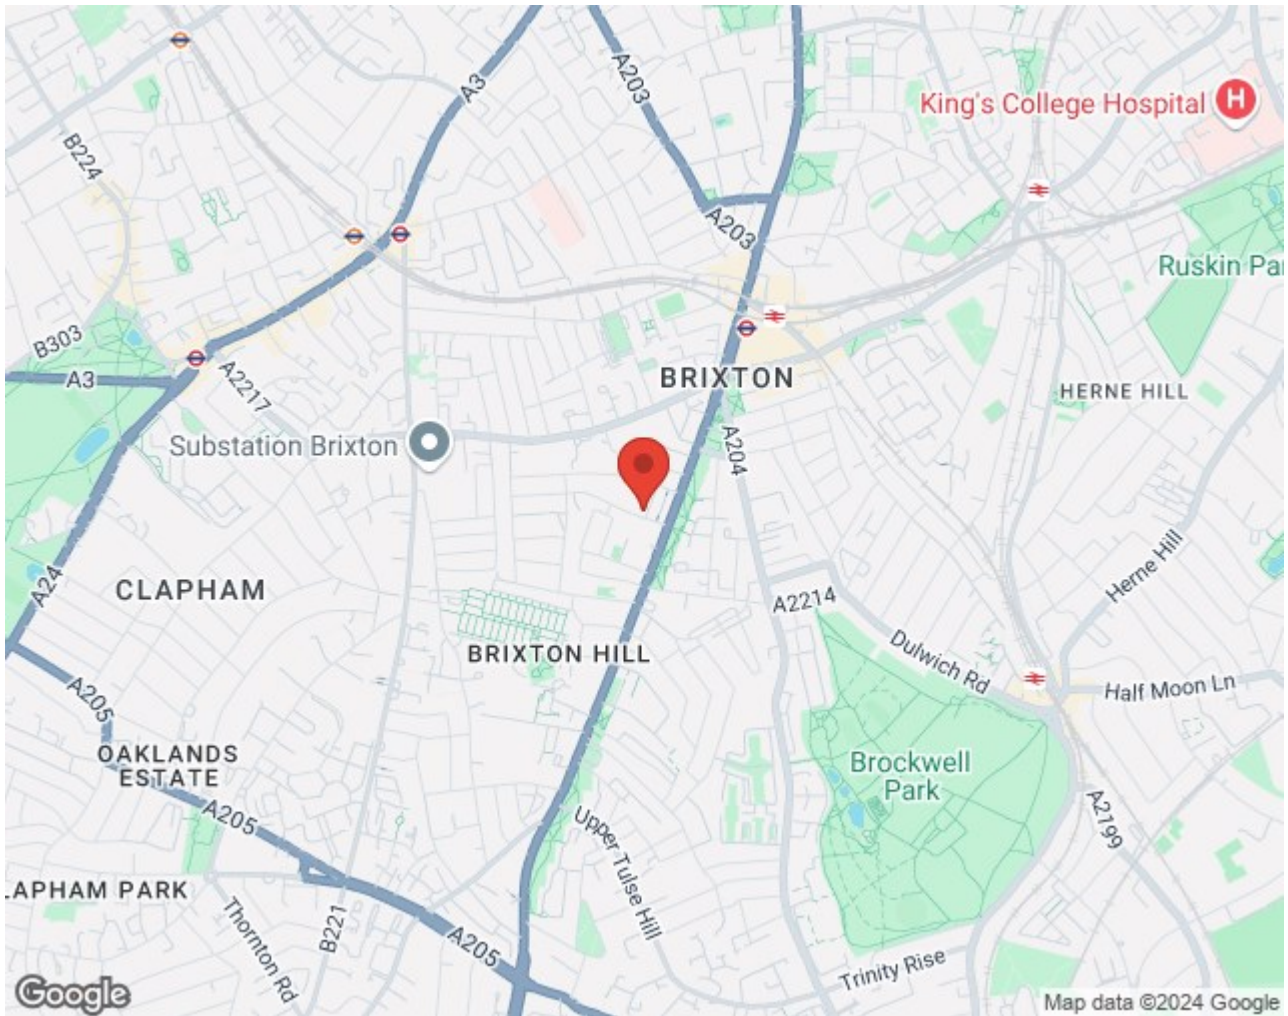 A3
A203
King's College Hospital
H
B224
A203
Ruskin Par
B303
A3
A2217
BRIXTON
HERNE HILL
Substation Brixton
A204
Herne Hill
A24
CLAPHAM
A2214
Dulwich Rd
BRIXTON HILL
Half Moon Ln
A205
OAKLANDS
ESTATE
Brockwell
Park
A205
Upper Tulse Hill
A2199
LAPHAM PARK
Thornton Rd
B221
A205
Trinity Rise
Google
Map data ©2024 Google